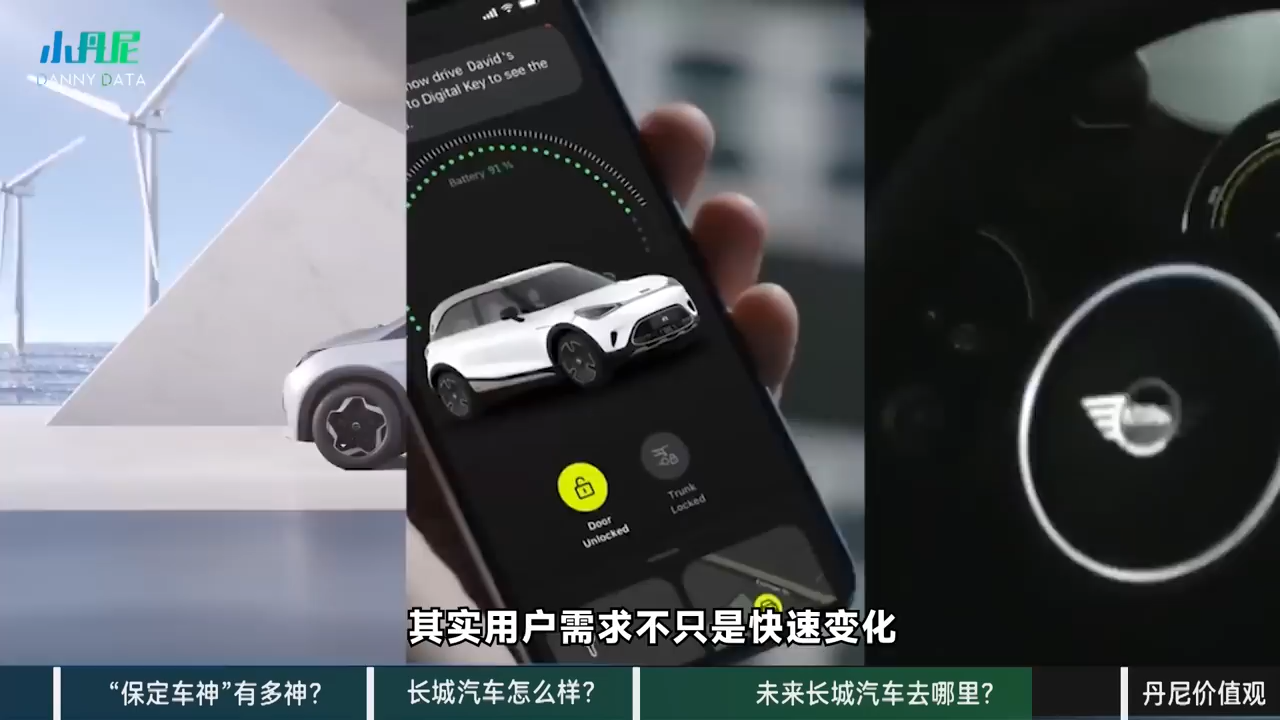 小丹尼
DANNY DATA
now drive David's
to Digital Key to see the
Battery 91%
Door
Unlocked
Trunk
Locked
其实用户需求不只是快速变化
“保定车神”有多神?
长城汽车怎么样?
未来长城汽车去哪里?
丹尼价值观